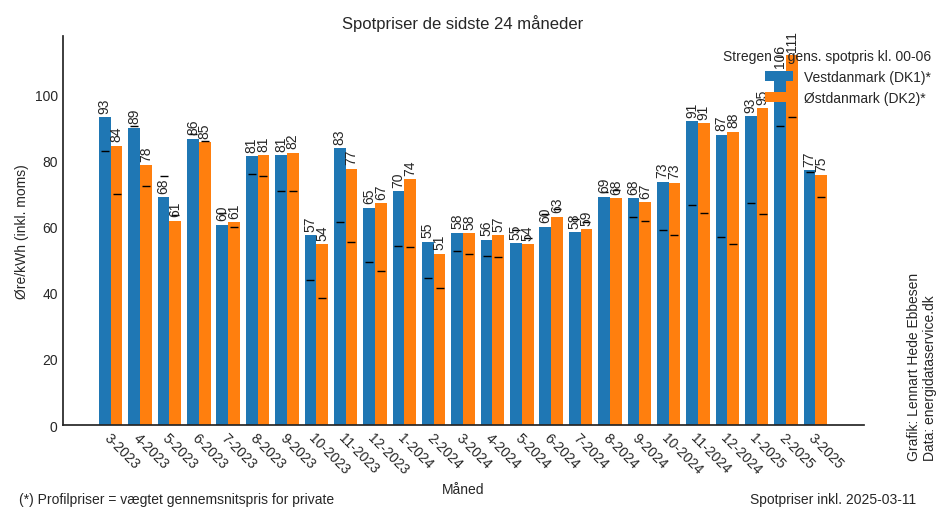 Spotpriser de sidste 24 måneder
Stregen gens. spotpris kl. 00-06
Vestdanmark (DK1)*
Østdanmark (DK2)*
Øre/kWh (inkl. moms)
100
80
60
40
20
0
93 84 89 78 68 61 86 85 60 61 81 81 81 82 57 54 83 77 65 67 70 74 55 51 58 58 56 57 55 54 60 63 58 59 69 68 68 67 73 73 91 91 87 88 93 95 106 111 77 75
3-2023 4-2023 5-2023 6-2023 7-2023 8-2023 9-2023 10-2023 11-2023 12-2023 1-2024 2-2024 3-2024 4-2024 5-2024 6-2024 7-2024 8-2024 9-2024 10-2024 11-2024 12-2024 1-2025 2-2025 3-2025
Måned
Grafik: Lennart Hede Ebbesen
Data: energidataservice.dk
(*) Profilpriser = vægtet gennemsnitspris for private
Spotpriser inkl. 2025-03-11